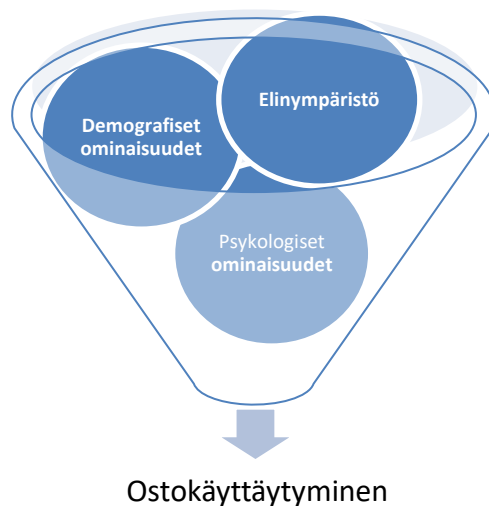 Demografiset
ominaisuudet
Elinympäristö
Psykologiset
ominaisuudet
Ostokäyttäytyminen